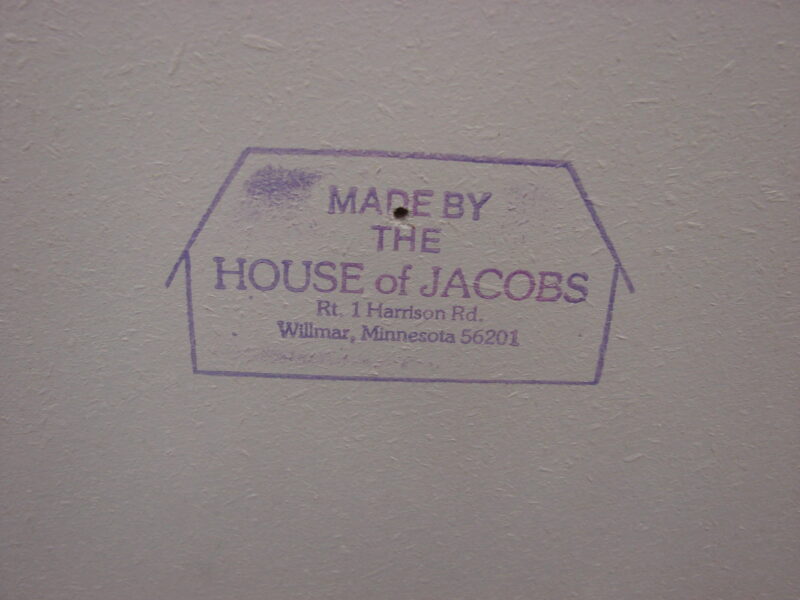 MADE BY
THE
HOUSE of JACOBS
Rt. 1 Harrison Rd.
Willmar, Minnesota 56201